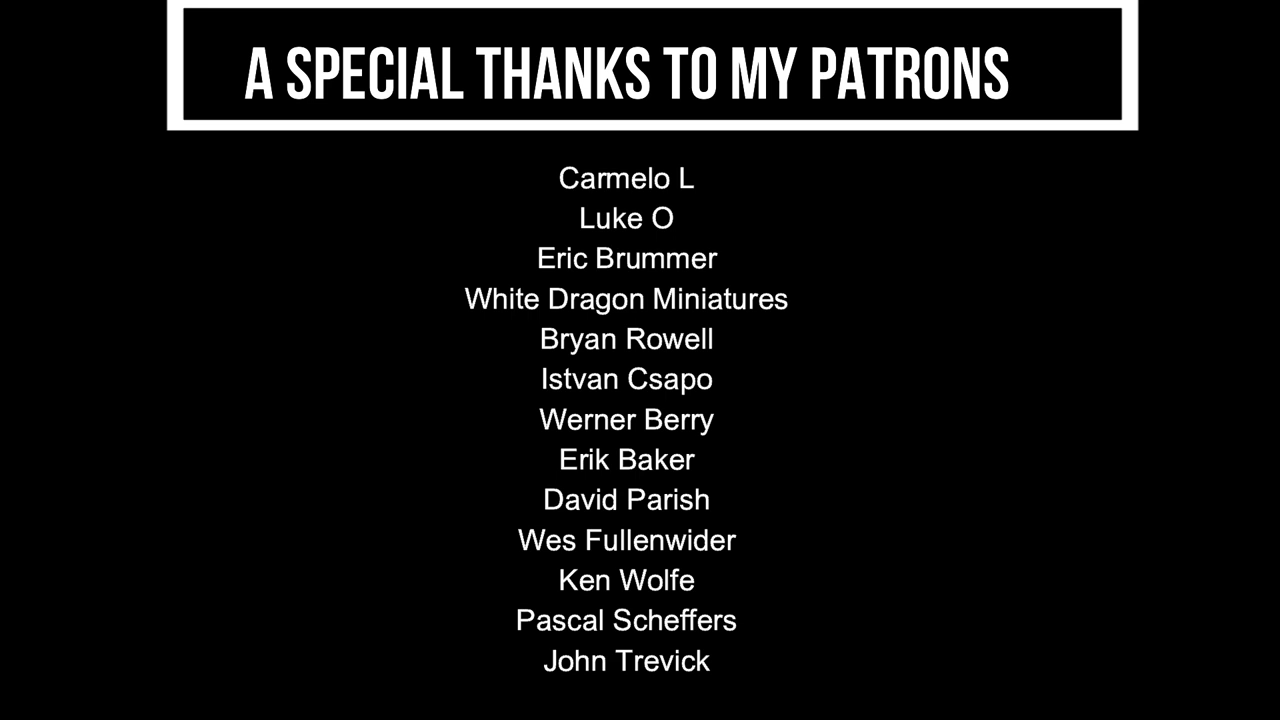 A SPECIAL THANKS TO MY PATRONS
Carmelo L
Luke O
Eric Brummer
White Dragon Miniatures
Bryan Rowell
Istvan Csapo
Werner Berry
Erik Baker
David Parish
Wes Fullenwider
Ken Wolfe
Pascal Scheffers
John Trevick